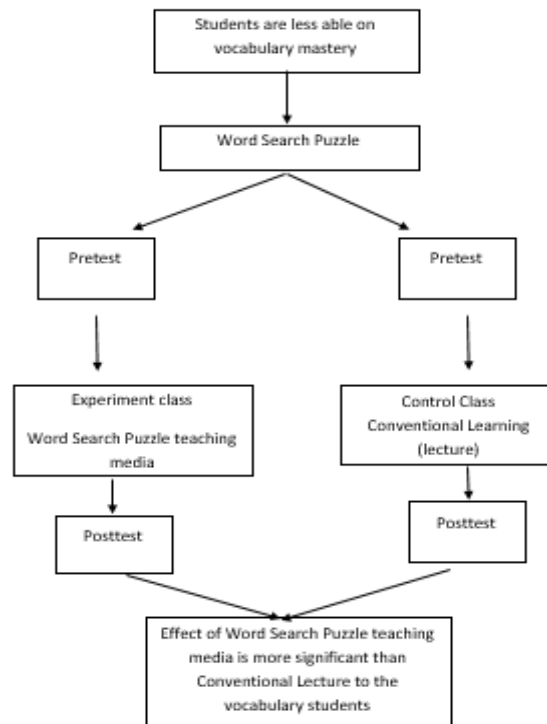 Students are less able on
vocabulary mastery
Word Search Puzzle
Pretest
Pretest
Experiment class
Word Search Puzzle teaching
media
Control Class
Conventional Learning
(lecture)
Posttest
Posttest
Effect of Word Search Puzzle teaching
media is more significant than
Conventional Lecture to the
vocabulary students